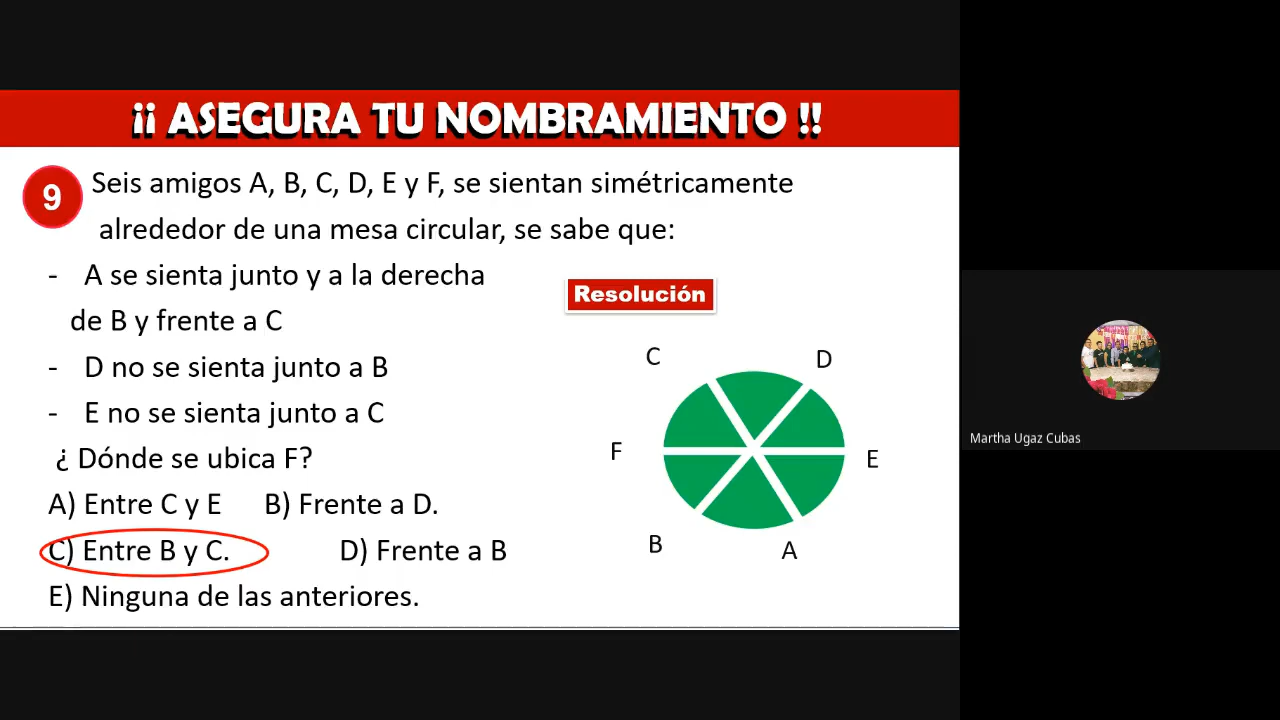 ¡¡ ASEGURA TU NOMBRAMIENTO !!
9 Seis amigos A, B, C, D, E y F, se sientan simétricamente
alrededor de una mesa circular, se sabe que:
- A se sienta junto y a la derecha
de B y frente a C
- D no se sienta junto a B
- E no se sienta junto a C
¿ Dónde se ubica F?
A) Entre C y E B) Frente a D.
C) Entre B y C. D) Frente a B
E) Ninguna de las anteriores.
Resolución
C D
F E
B A
Martha Ugaz Cubas